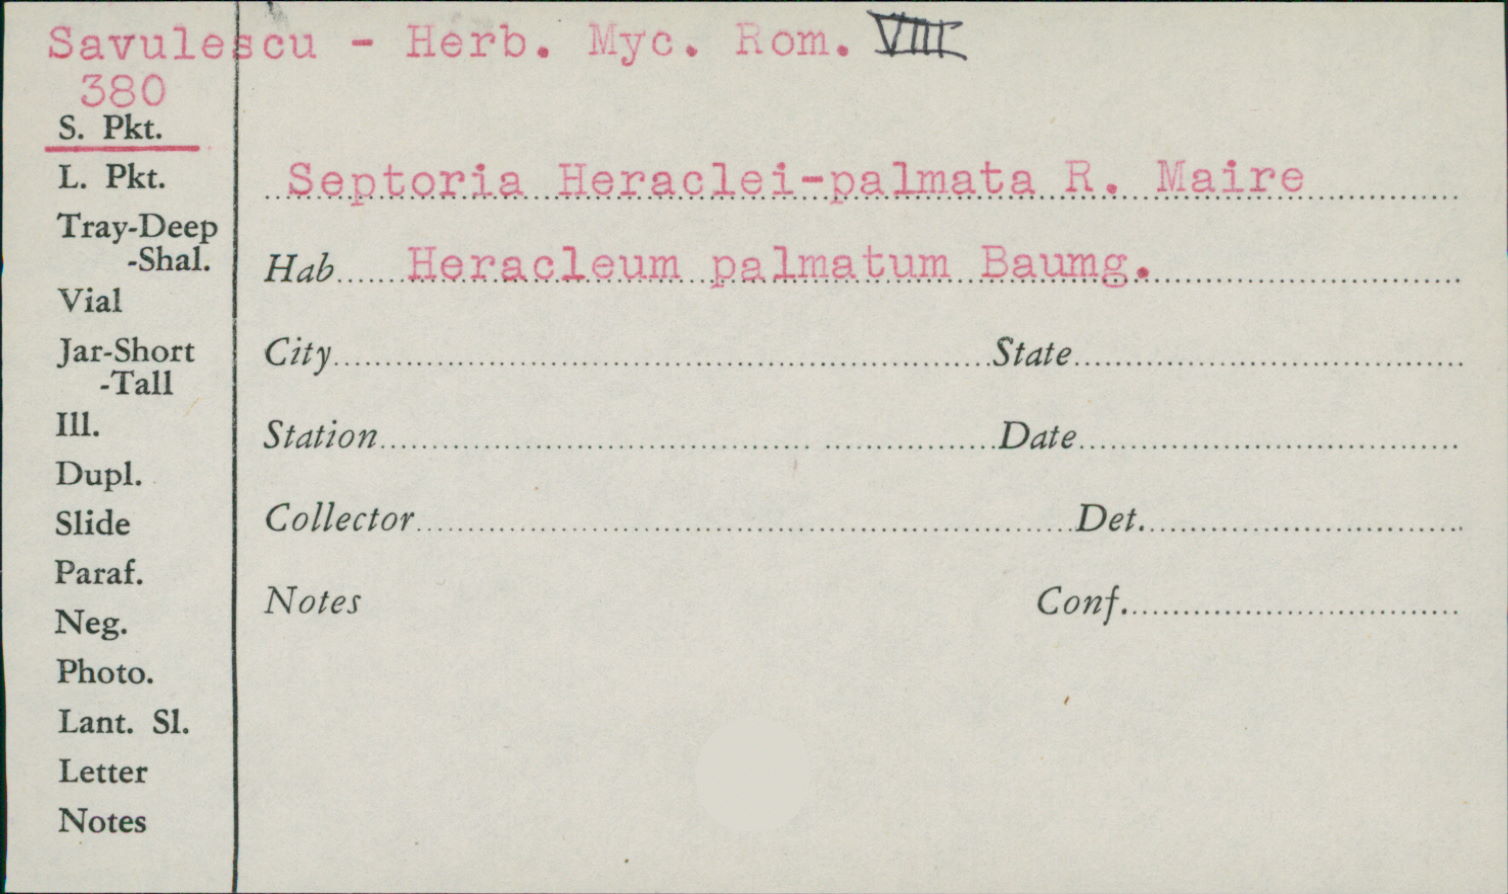 Savulescu - Herb. Myc. Rom. VIII
380
S. Pkt.
L. Pkt.
Tray-Deep
-Shal.
Vial
Jar-Short
-Tall
Ill.
Dupl.
Slide
Paraf.
Neg.
Photo.
Lant. Sl.
Letter
Notes
Septoria Heraclei-palmata R. Maire
Hab Heracleum palmatum Baumg.
City State
Station Date
Collector Det.
Notes Conf.